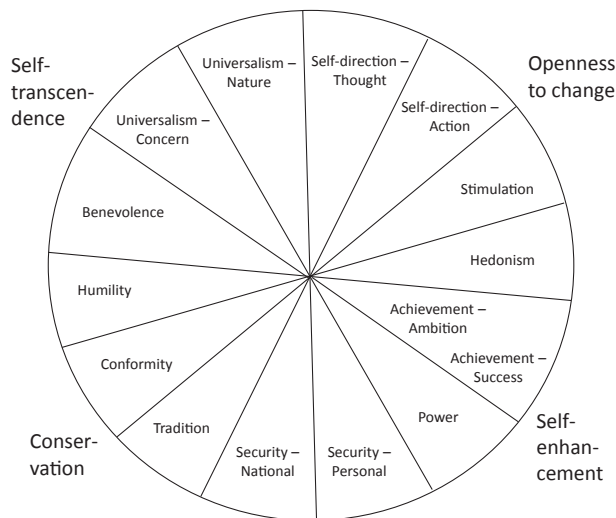 Universalism –
Nature
Self-direction –
Thought
Self-
transcen-
dence
Openness
to change
Self-direction –
Action
Universalism –
Concern
Stimulation
Benevolence
Hedonism
Humility
Achievement –
Ambition
Achievement –
Success
Conformity
Power
Tradition
Security –
National
Security –
Personal
Conser-
vation
Self-
enhan-
cement